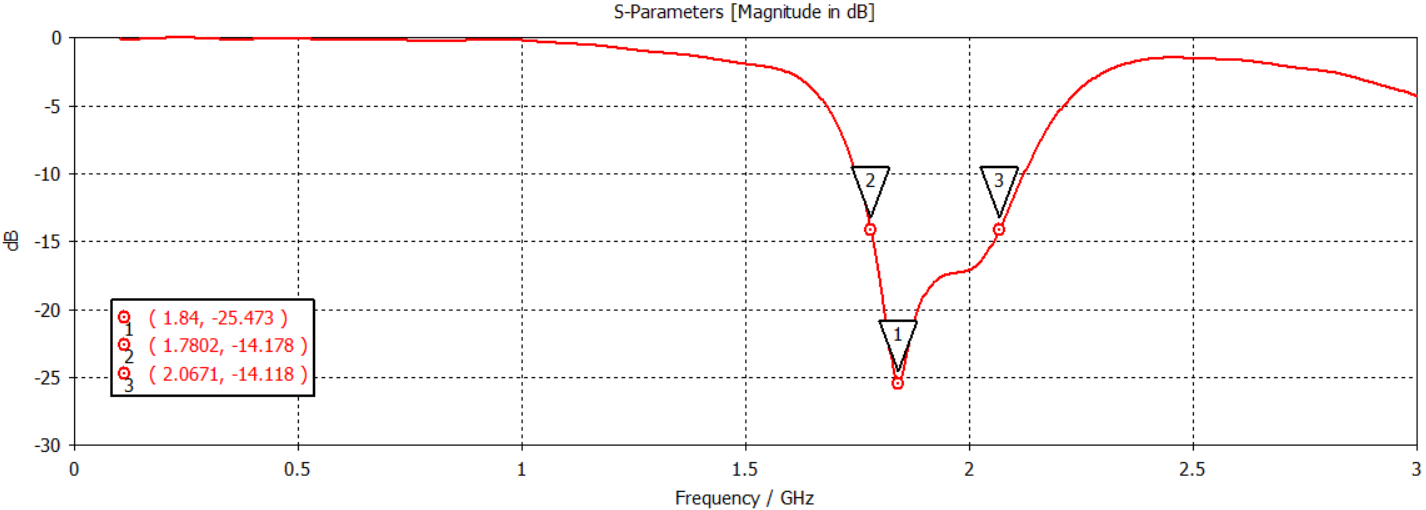 S-Parameters [Magnitude in dB]
0
-5
-10
-15
-20
-25
-30
dB
2
3
1
1 ( 1.84, -25.473 )
2 ( 1.7802, -14.178 )
3 ( 2.0671, -14.118 )
0 0.5 1 1.5 2 2.5 3
Frequency / GHz